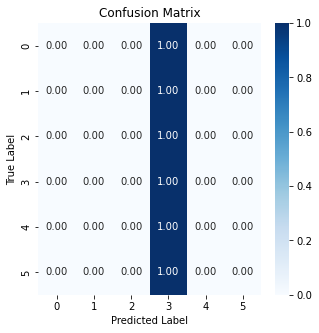 Confusion Matrix
True Label
0 0.00 0.00 0.00 1.00 0.00 0.00
1 0.00 0.00 0.00 1.00 0.00 0.00
2 0.00 0.00 0.00 1.00 0.00 0.00
3 0.00 0.00 0.00 1.00 0.00 0.00
4 0.00 0.00 0.00 1.00 0.00 0.00
5 0.00 0.00 0.00 1.00 0.00 0.00
0 1 2 3 4 5
Predicted Label
1.0
0.8
0.6
0.4
0.2
0.0